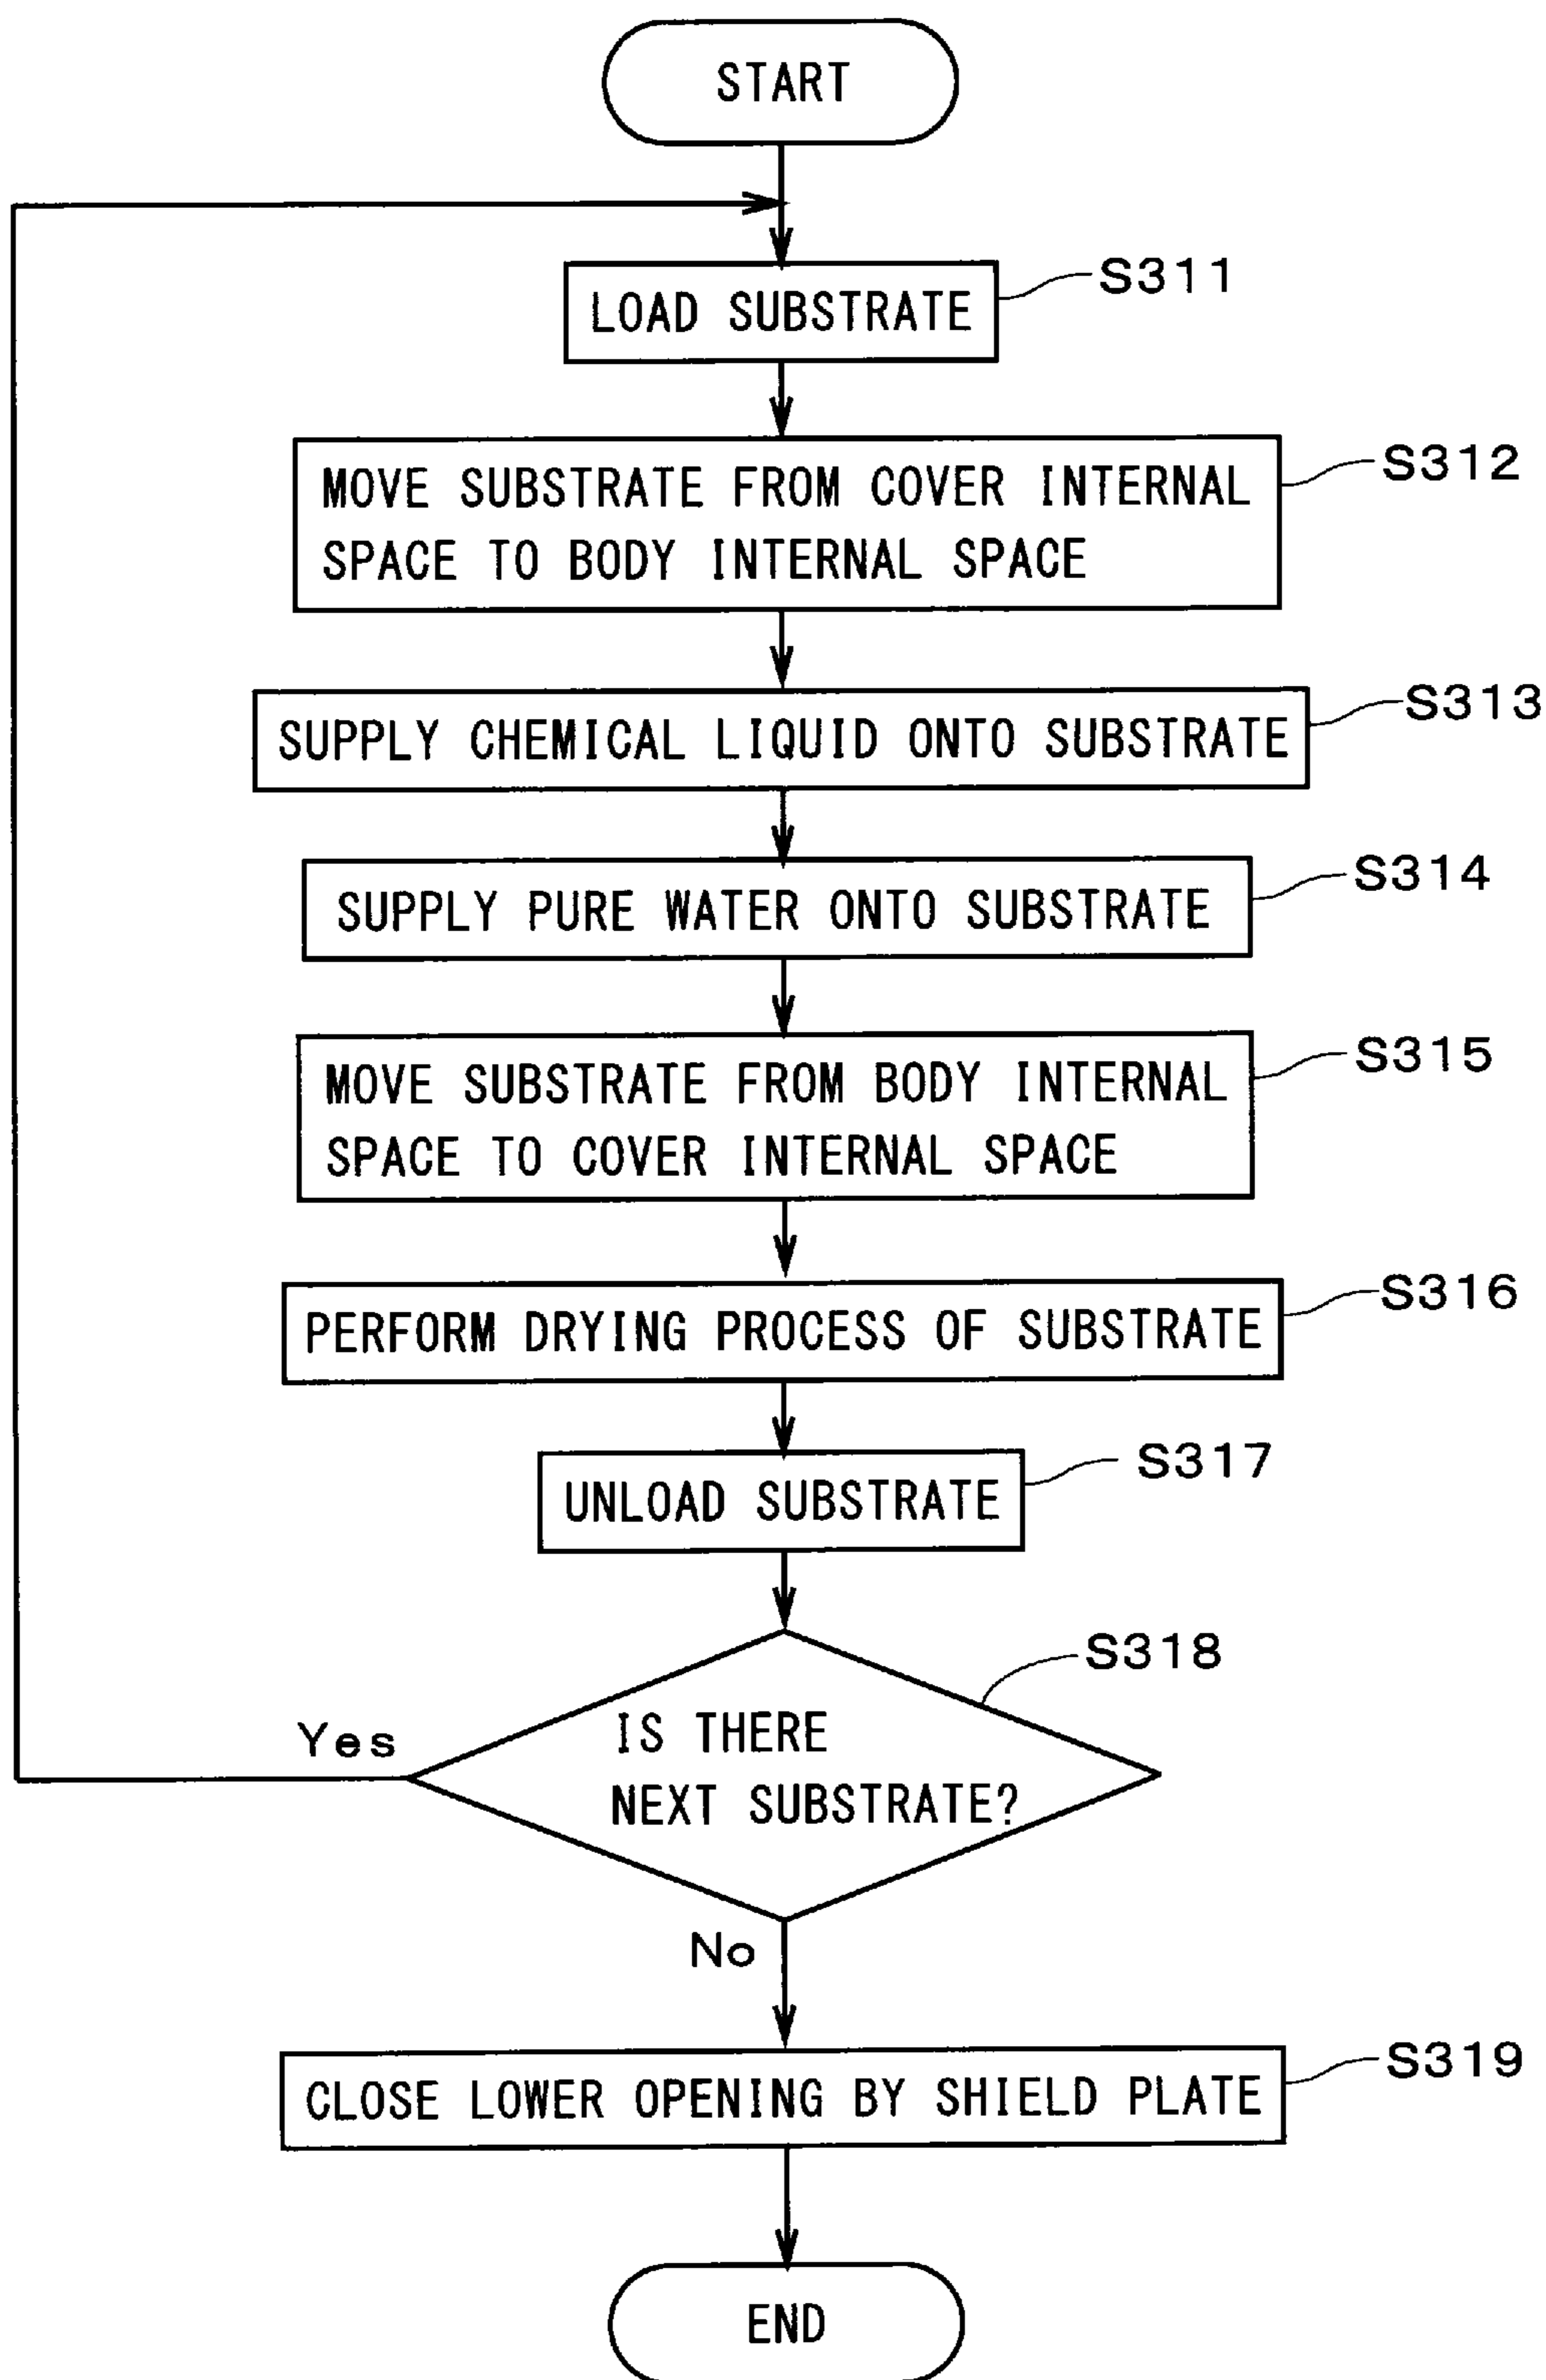 START
S311
LOAD SUBSTRATE
S312
MOVE SUBSTRATE FROM COVER INTERNAL
SPACE TO BODY INTERNAL SPACE
S313
SUPPLY CHEMICAL LIQUID ONTO SUBSTRATE
S314
SUPPLY PURE WATER ONTO SUBSTRATE
S315
MOVE SUBSTRATE FROM BODY INTERNAL
SPACE TO COVER INTERNAL SPACE
S316
PERFORM DRYING PROCESS OF SUBSTRATE
S317
UNLOAD SUBSTRATE
S318
IS THERE
NEXT SUBSTRATE?
Yes
No
S319
CLOSE LOWER OPENING BY SHIELD PLATE
END